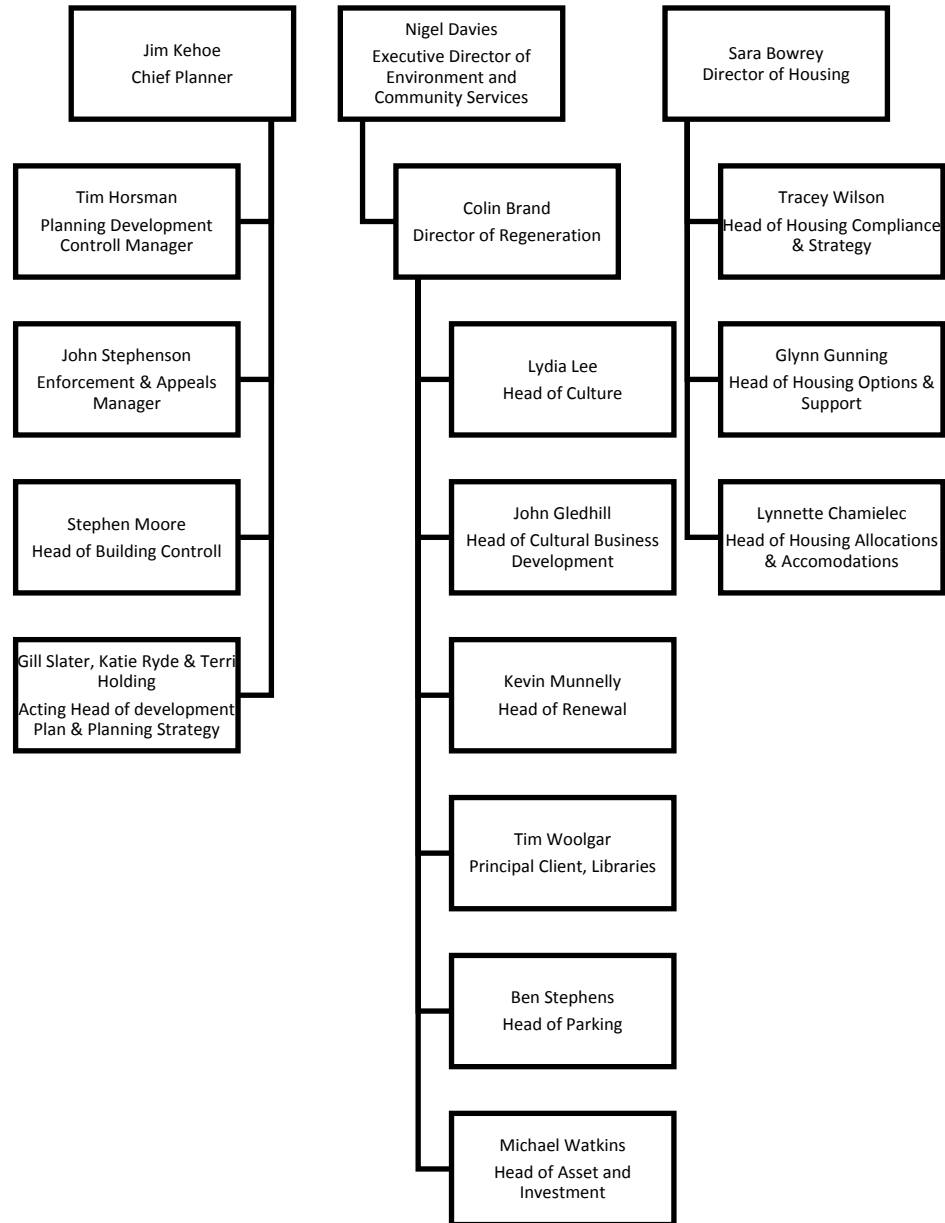 Jim Kehoe
Chief Planner
Tim Horsman
Planning Development
Controll Manager
John Stephenson
Enforcement & Appeals
Manager
Stephen Moore
Head of Building Controll
Gill Slater, Katie Ryde & Terri
Holding
Acting Head of development
Plan & Planning Strategy
Nigel Davies
Executive Director of
Environment and
Community Services
Colin Brand
Director of Regeneration
Lydia Lee
Head of Culture
John Gledhill
Head of Cultural Business
Development
Kevin Munnelly
Head of Renewal
Tim Woolgar
Principal Client, Libraries
Ben Stephens
Head of Parking
Michael Watkins
Head of Asset and
Investment
Sara Bowrey
Director of Housing
Tracey Wilson
Head of Housing Compliance
& Strategy
Glynn Gunning
Head of Housing Options &
Support
Lynnette Chamielec
Head of Housing Allocations
& Accomodations